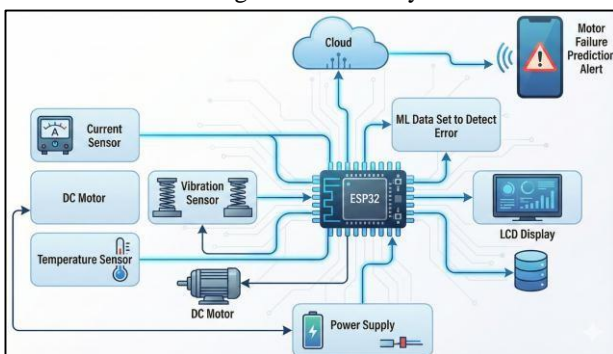 Cloud
Motor
Failure
Prediction
Alert
A
Current
Sensor
ML Data Set to Detect
Error
DC Motor
Vibration
Sensor
ESP32
LCD Display
Temperature Sensor
DC Motor
Power Supply